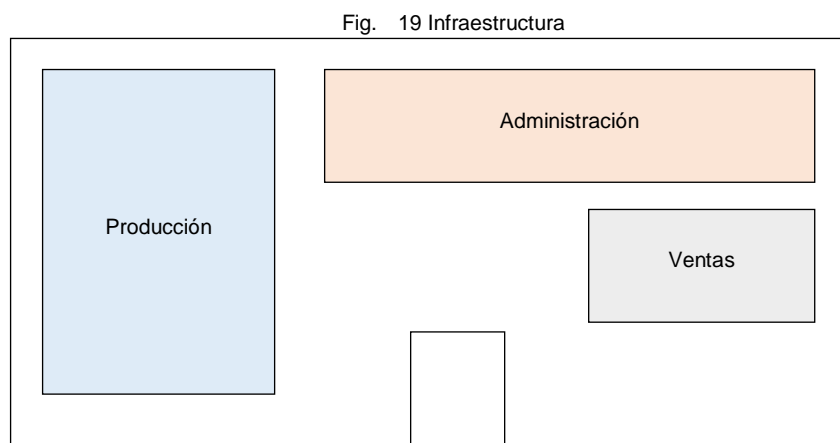 Fig. 19 Infraestructura
Administración
Producción
Ventas